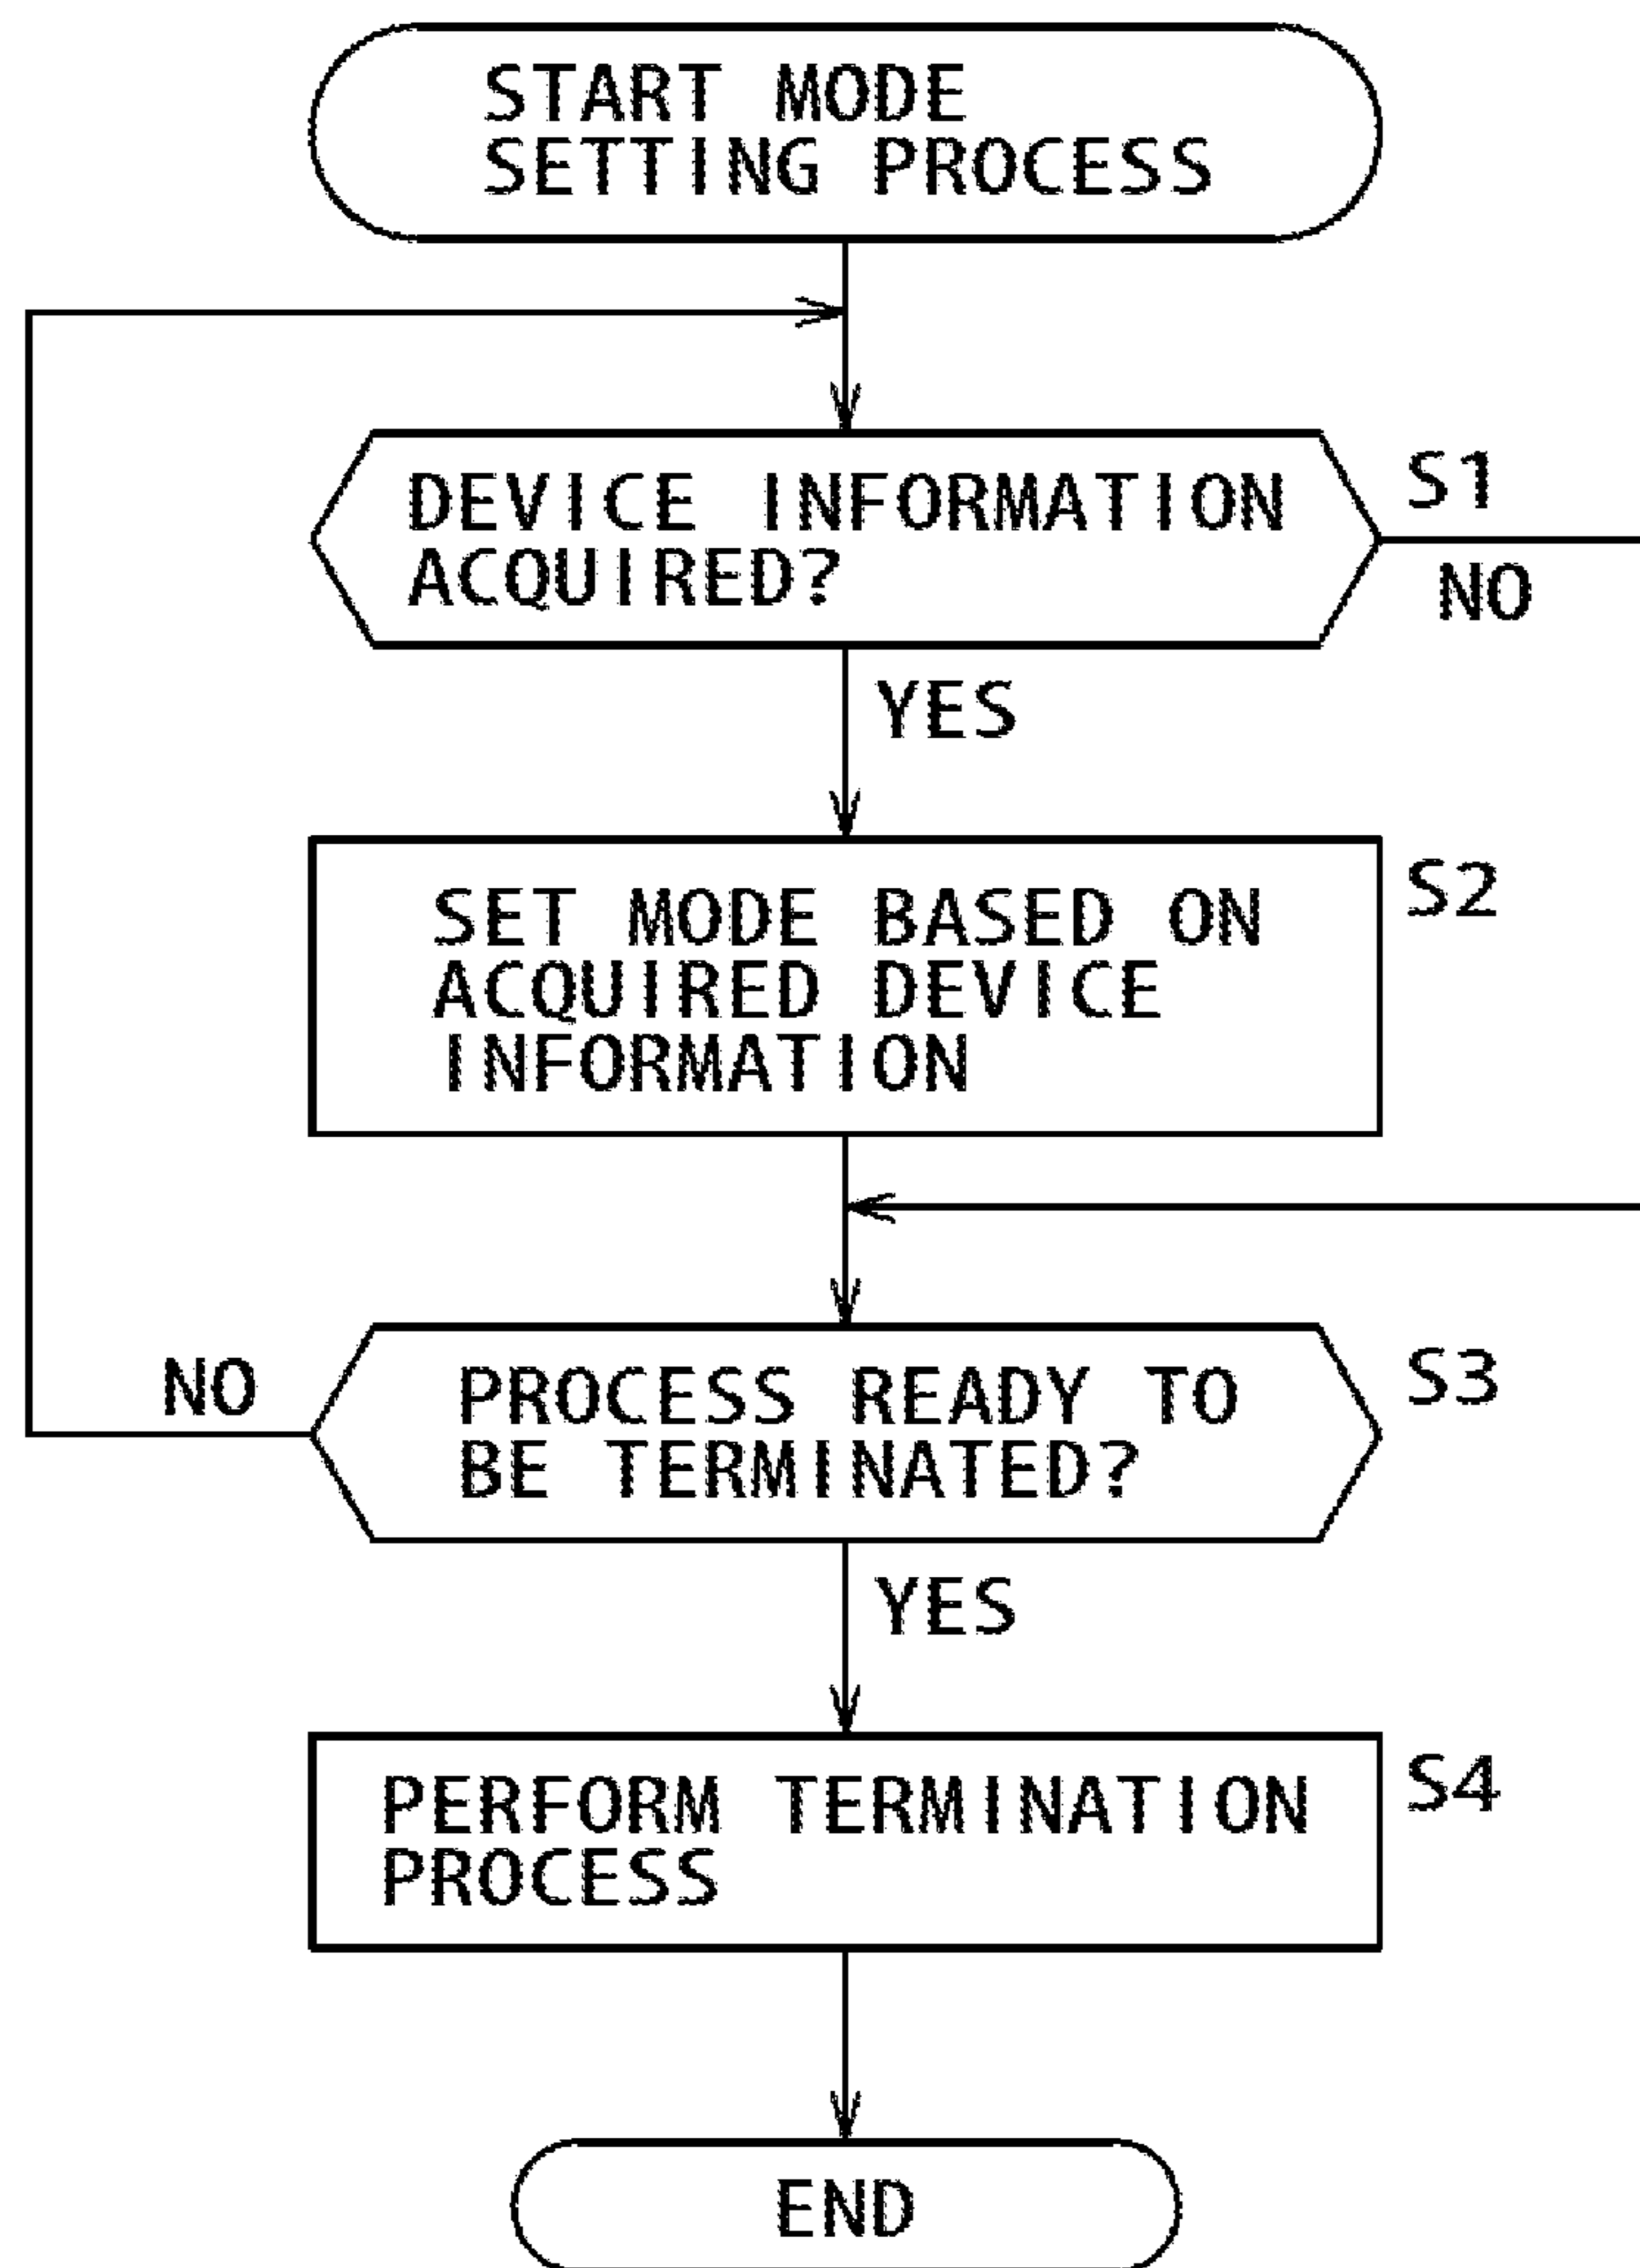 START MODE
SETTING PROCESS
DEVICE INFORMATION
ACQUIRED?
S1
NO
YES
SET MODE BASED ON
ACQUIRED DEVICE
INFORMATION
S2
NO
PROCESS READY TO
BE TERMINATED?
S3
YES
PERFORM TERMINATION
PROCESS
S4
END